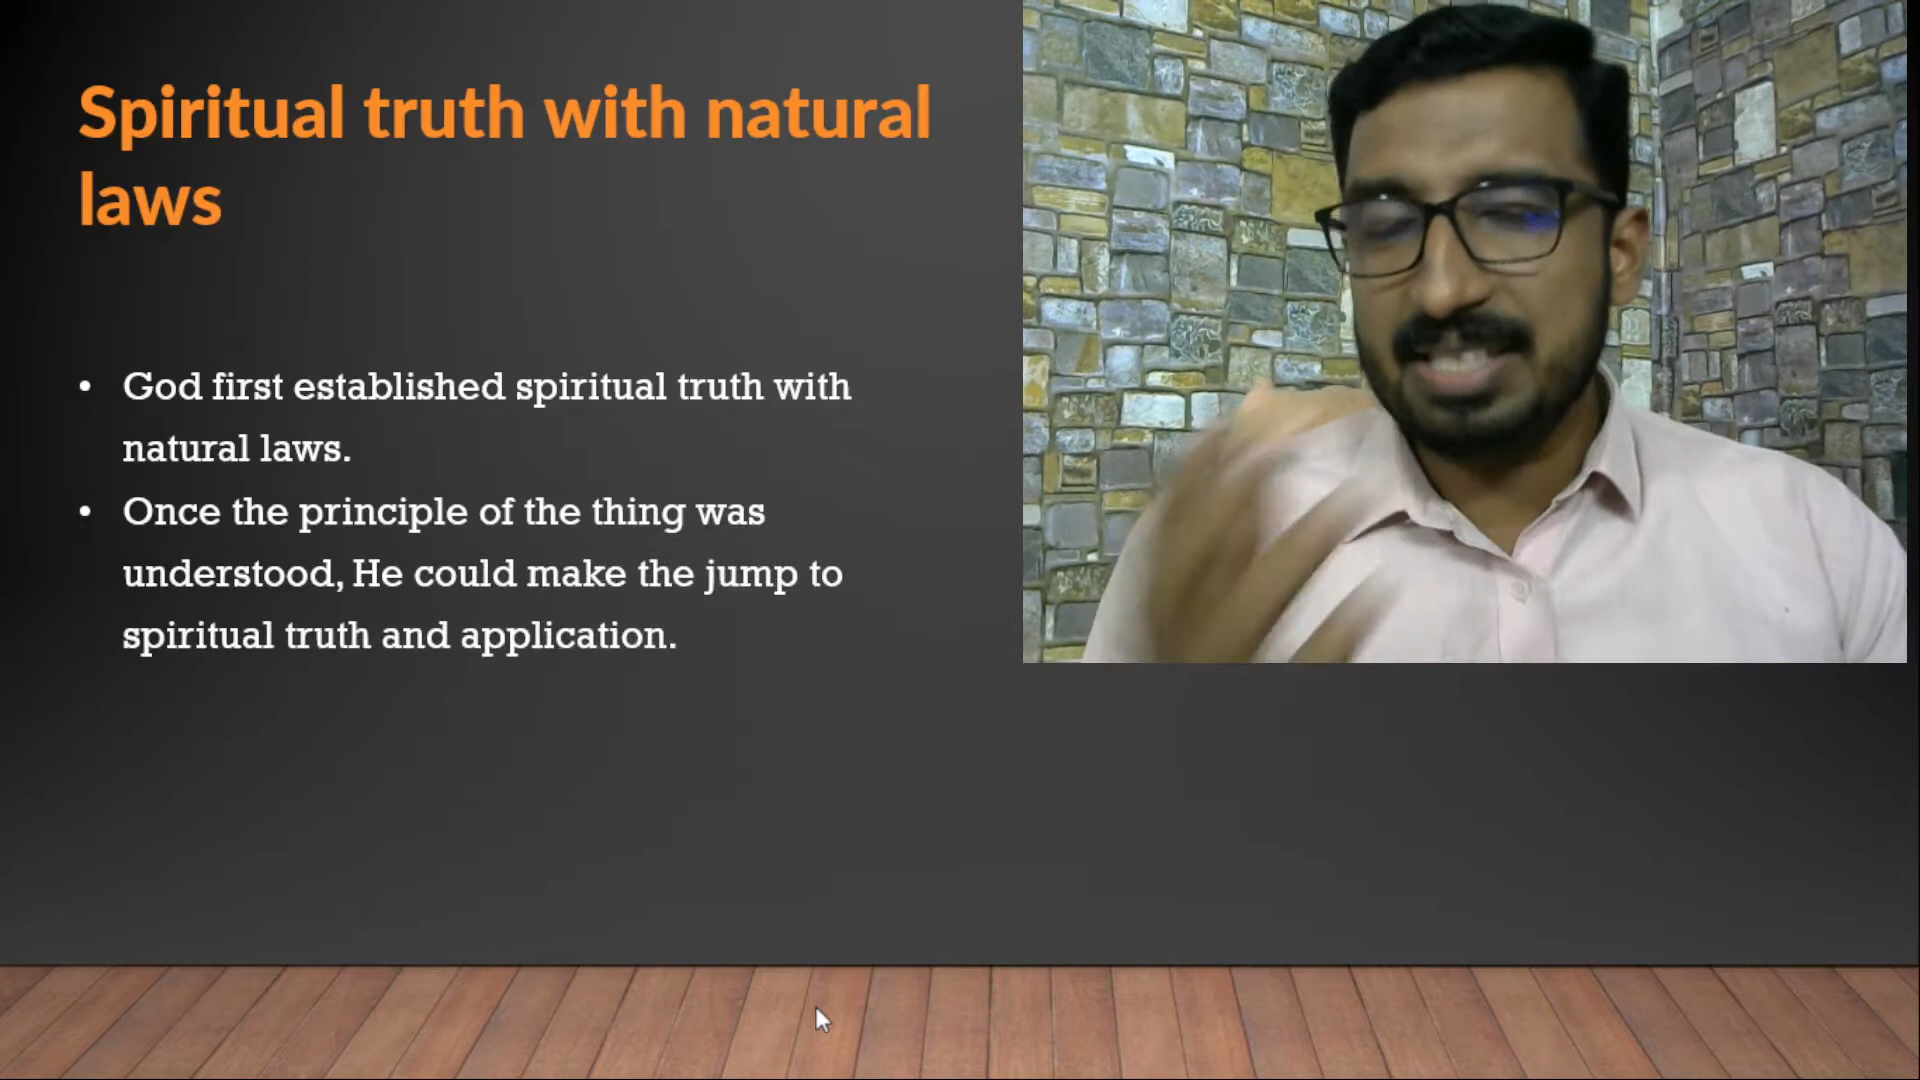 Spiritual truth with natural
laws
• God first established spiritual truth with
natural laws.
• Once the principle of the thing was
understood, He could make the jump to
spiritual truth and application.